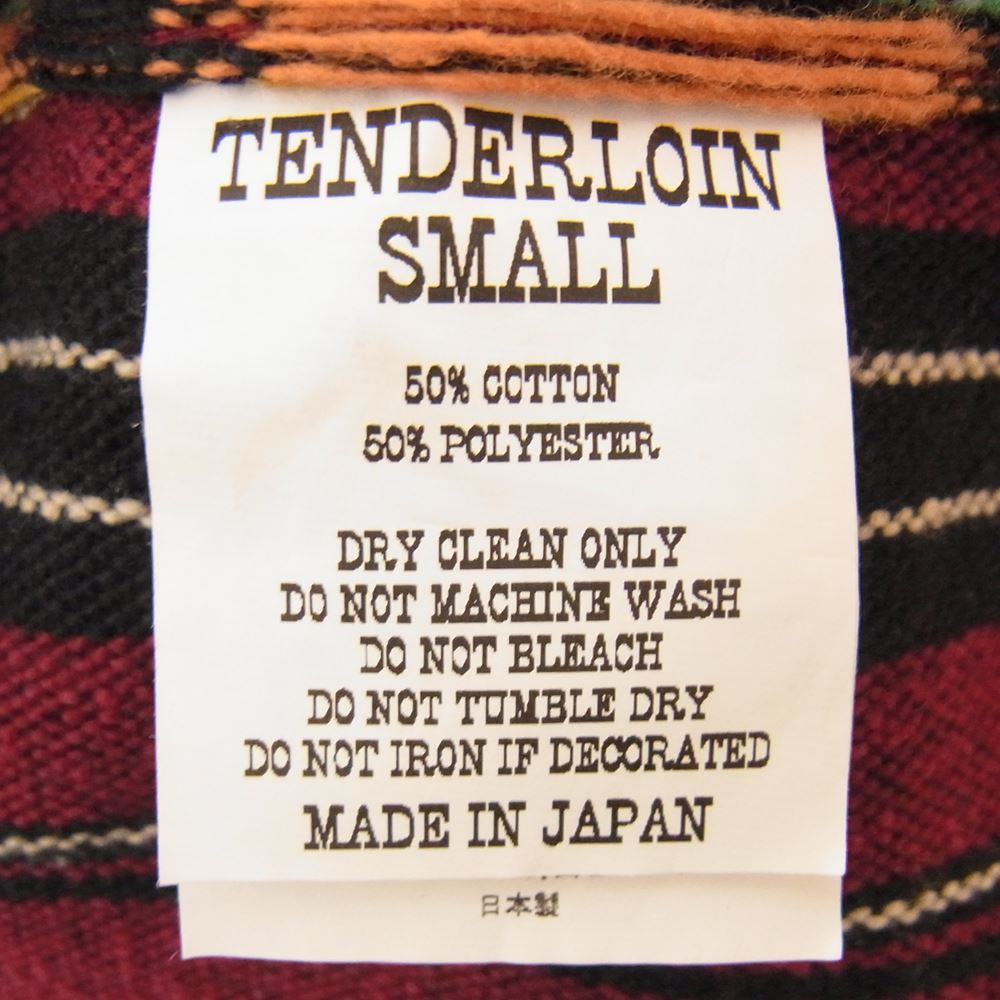 TENDERLOIN
SMALL
50% COTTON
50% POLYESTER
DRY CLEAN ONLY
DO NOT MACHINE WASH
DO NOT BLEACH
DO NOT TUMBLE DRY
DO NOT IRON IF DECORATED
MADE IN JAPAN
日本製